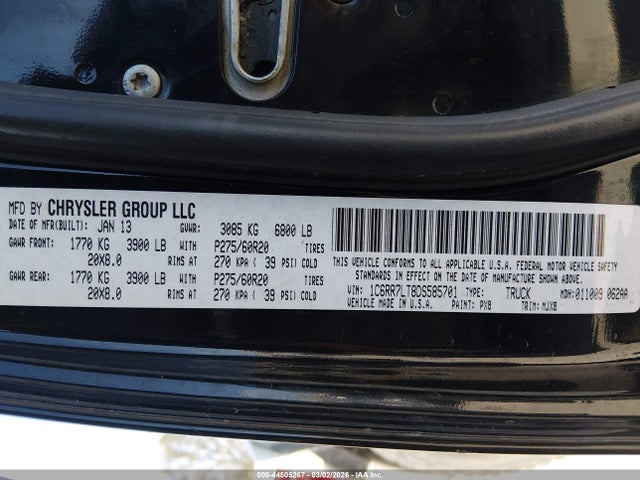 MFD BY CHRYSLER GROUP LLC
DATE OF MFR(BUILT): JAN 13 GVWR: 3085 KG 6800 LB
GAWR FRONT: 1770 KG 3900 LB WITH P275/60R20 TIRES
20X8.0 RIMS AT 270 KPA ( 39 PSI) COLD
GAWR REAR: 1770 KG 3900 LB WITH P275/60R20 TIRES
20X8.0 RIMS AT 270 KPA ( 39 PSI) COLD
THIS VEHICLE CONFORMS TO ALL APPLICABLE U.S.A. FEDERAL MOTOR VEHICLE SAFETY
STANDARDS IN EFFECT ON THE DATE OF MANUFACTURE SHOWN ABOVE.
VIN: 1C6RR7LT8DS585701 TYPE: TRUCK MDH: 011009 062AA
VEHICLE MADE IN U.S.A. PAINT: PX8 TRIM: MJX8
000-44505267 - 03/02/2026 - IAA Inc.